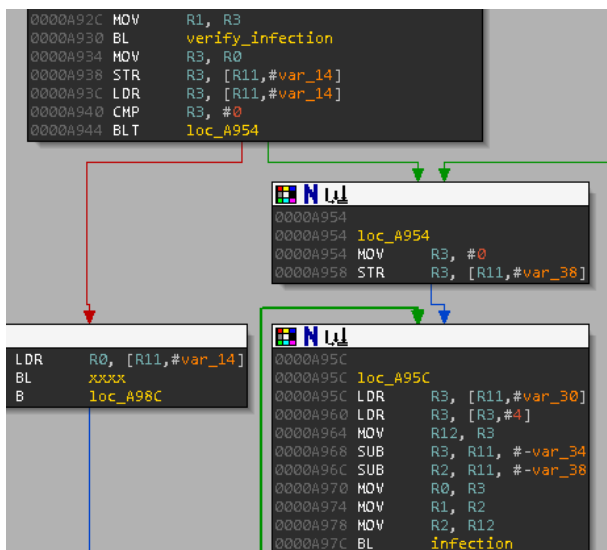 0000A92C MOV R1, R3
0000A930 BL verify_infection
0000A934 MOV R3, R0
0000A938 STR R3, [R11,#var_14]
0000A93C LDR R3, [R11,#var_14]
0000A940 CMP R3, #0
0000A944 BLT loc_A954
0000A954
0000A954 loc_A954
0000A954 MOV R3, #0
0000A958 STR R3, [R11,#var_38]
LDR R0, [R11,#var_14]
BL xxxx
B loc_A98C
0000A95C
0000A95C loc_A95C
0000A95C LDR R3, [R11,#var_30]
0000A960 LDR R3, [R3,#4]
0000A964 MOV R12, R3
0000A968 SUB R3, R11, #-var_34
0000A96C SUB R2, R11, #-var_38
0000A970 MOV R0, R3
0000A974 MOV R1, R2
0000A978 MOV R2, R12
0000A97C BL infection